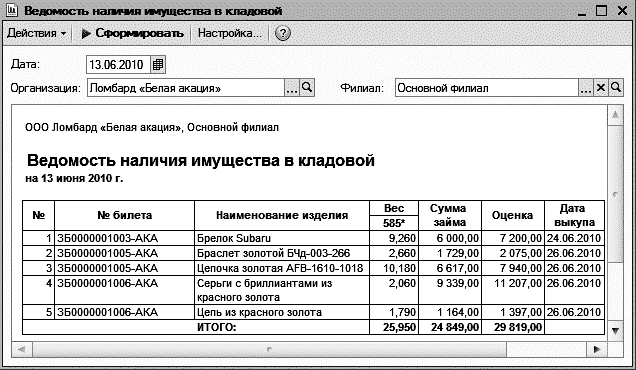 Ведомость наличия имущества в кладовой
Действия Сформировать Настройка... ?
Дата: 13.06.2010
Организация: Ломбард «Белая акация» ... Филиал: Основной филиал ...
ООО Ломбард «Белая акация», Основной филиал
Ведомость наличия имущества в кладовой
на 13 июня 2010 г.
№ № билета Наименование изделия Вес 585* Сумма займа Оценка Дата выкупа
1 ЗБ0000001003-АКА Брелок Subaru 9,260 6 000,00 7 200,00 24.06.2010
2 ЗБ0000001005-АКА Браслет золотой БЧд-003-266 2,660 1 729,00 2 075,00 26.06.2010
3 ЗБ0000001005-АКА Цепочка золотая AFB-1610-1018 10,180 6 617,00 7 940,00 26.06.2010
4 ЗБ0000001006-АКА Серьги с бриллиантами из 2,060 9 339,00 11 207,00 26.06.2010
красного золота
5 ЗБ0000001006-АКА Цепь из красного золота 1,790 1 164,00 1 397,00 26.06.2010
ИТОГО: 25,950 24 849,00 29 819,00